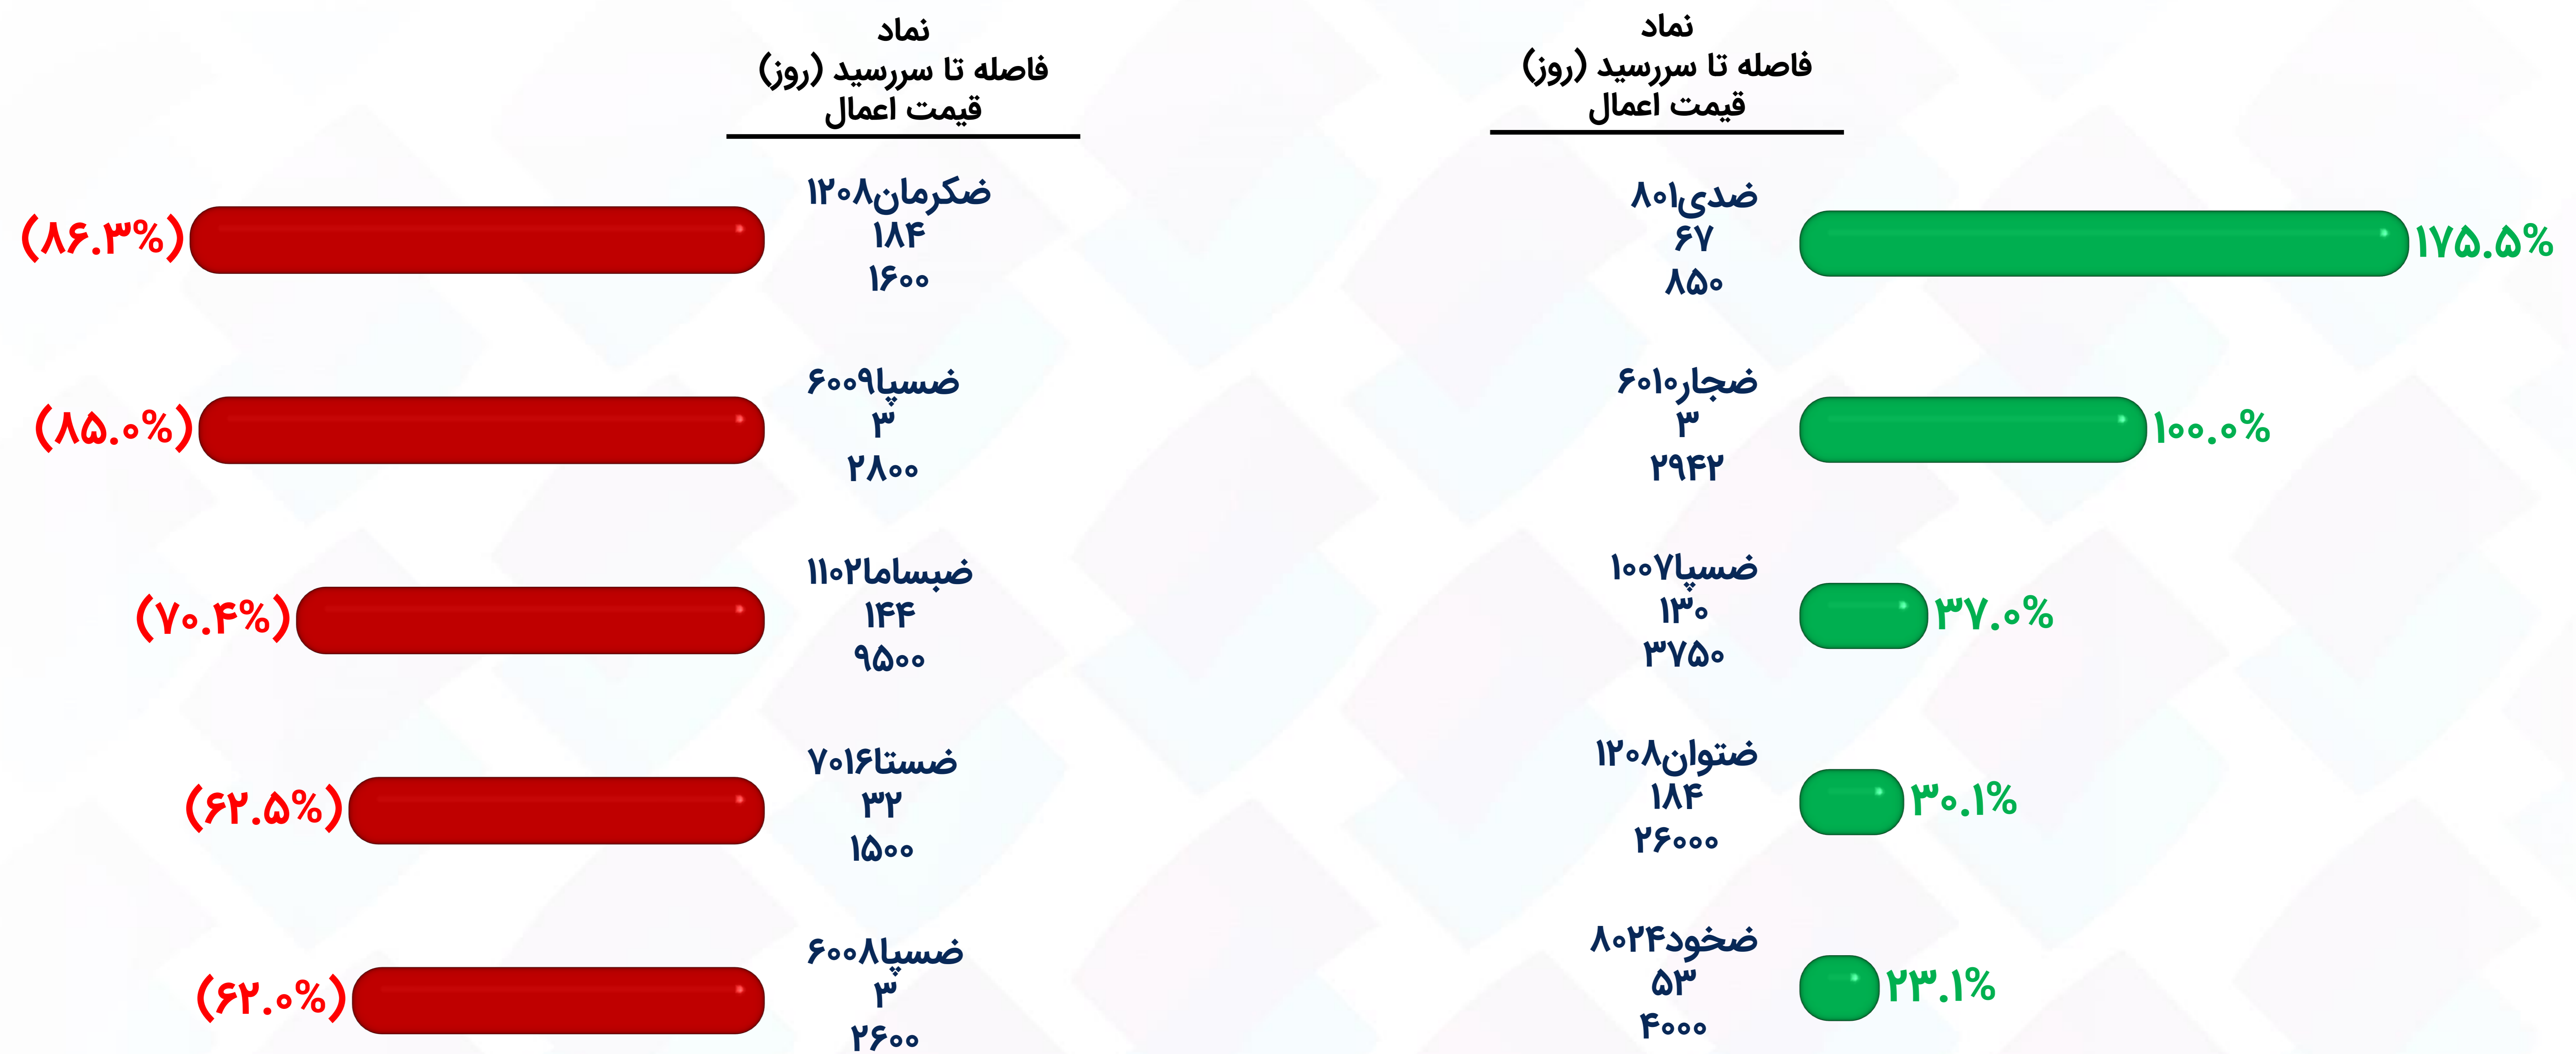 نماد
فاصله تا سررسید (روز)
قیمت اعمال
ضدی۸۰۱
۶۷
۸۵۰
۱۷۵.۵%
ضجار۶۰۱۰
۳
۲۹۴۲
۱۰۰.۰%
ضسپا۱۰۰۷
۱۳۰
۳۷۵۰
۳۷.۰%
ضتوان۱۲۰۸
۱۸۴
۲۶۰۰۰
۳۰.۱%
ضخود۸۰۲۴
۵۳
۴۰۰۰
۲۳.۱%
نماد
فاصله تا سررسید (روز)
قیمت اعمال
ضکرمان۱۲۰۸
۱۸۴
۱۶۰۰
(۸۶.۳%)
ضسپا۶۰۰۹
۳
۲۸۰۰
(۸۵.۰%)
ضبساما۱۱۰۲
۱۴۴
۹۵۰۰
(۷۰.۴%)
ضستا۷۰۱۶
۳۲
۱۵۰۰
(۶۲.۵%)
ضسپا۶۰۰۸
۳
۲۶۰۰
(۶۲.۰%)